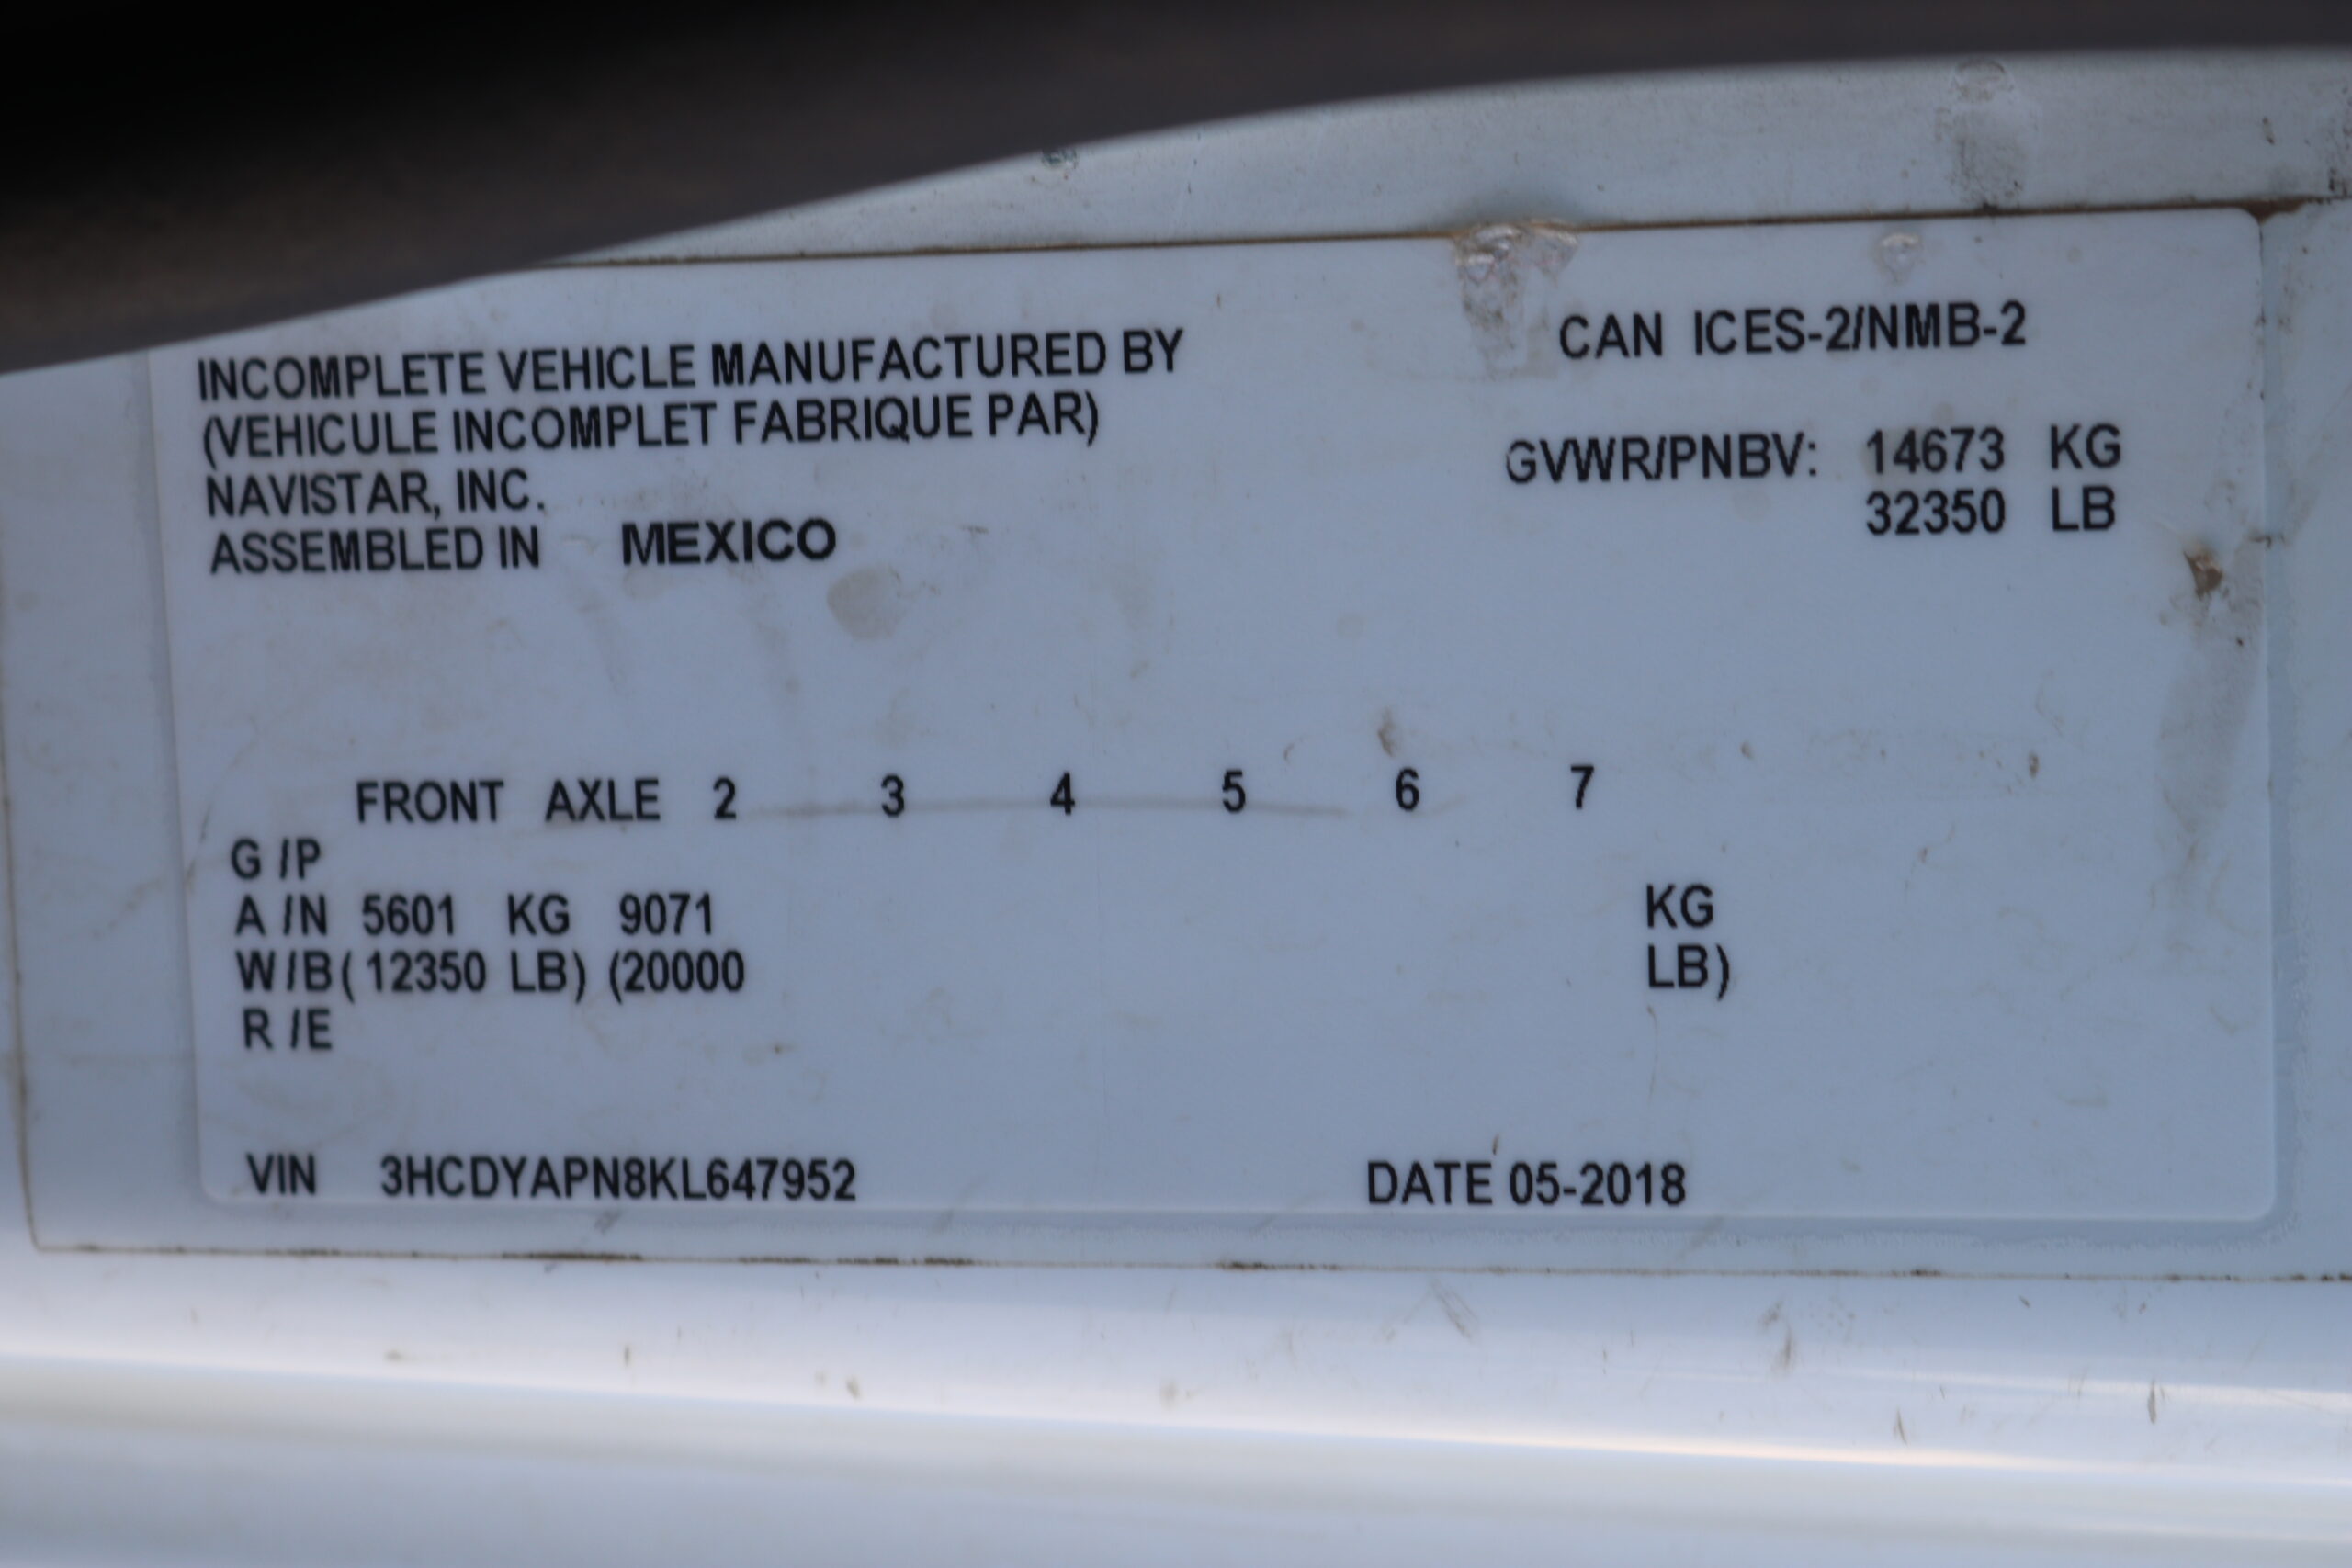 INCOMPLETE VEHICLE MANUFACTURED BY
(VEHICULE INCOMPLET FABRIQUE PAR)
NAVISTAR, INC.
ASSEMBLED IN MEXICO
CAN ICES-2/NMB-2
GVWR/PNBV: 14673 KG
32350 LB
FRONT AXLE 2 3 4 5 6 7
G /P
A /N 5601 KG 9071 KG
W/B ( 12350 LB) (20000 LB)
R /E
VIN 3HCDYAPN8KL647952 DATE 05-2018